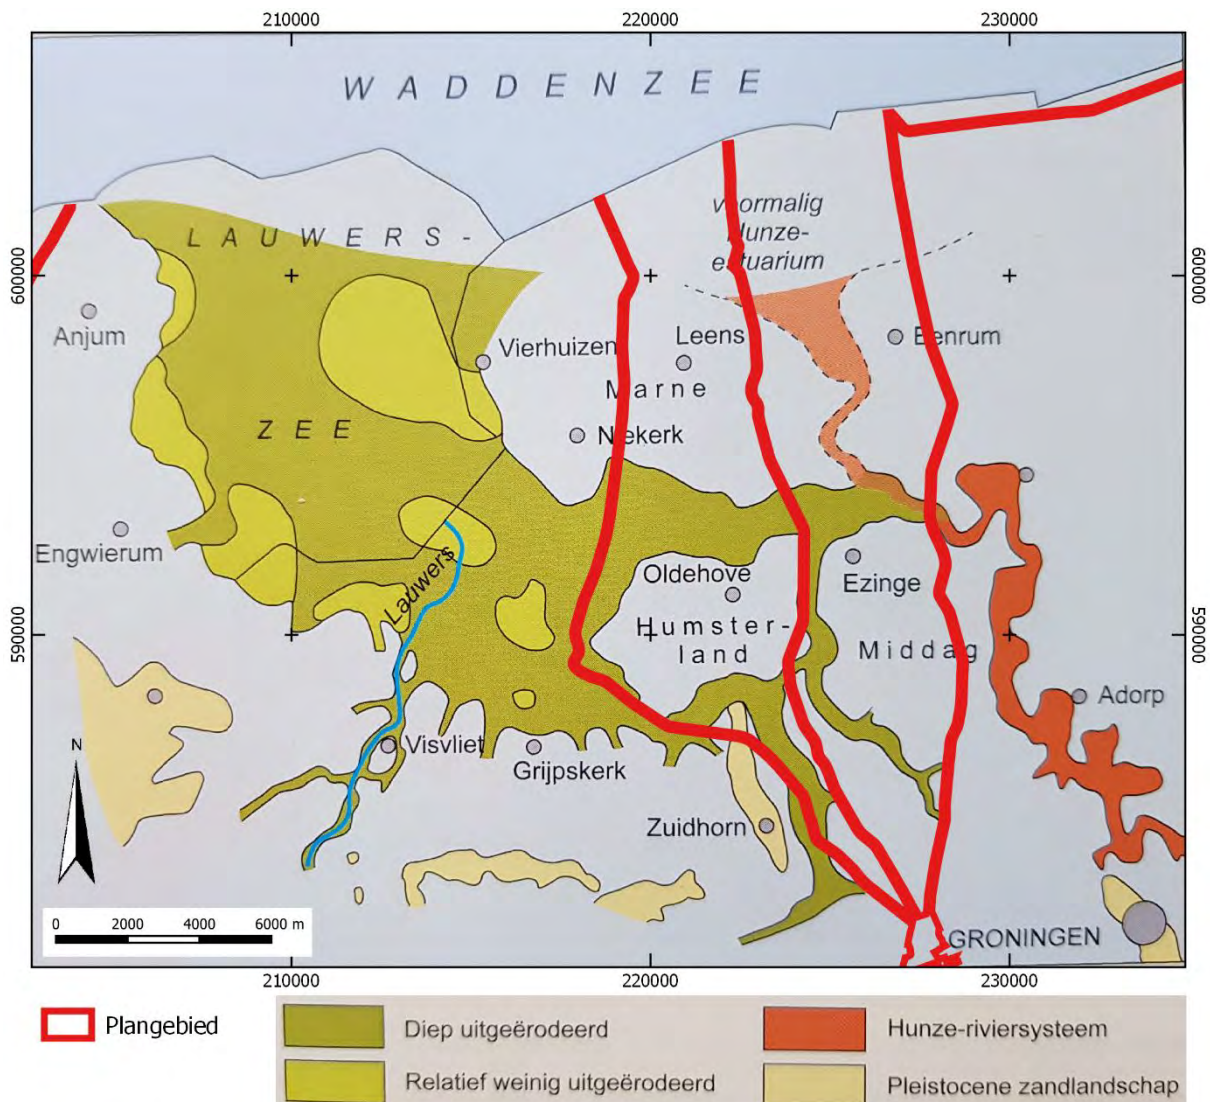 210000
220000
230000
WADDENZEE
LAUWERS-
ZEE
voormalig
Hunze-
estuarium
600000
600000
Anjum
Vierhuizen
Leens
Eenrum
Marne
Niekerk
Engwierum
Lauwers
Oldehove
Ezinge
590000
590000
Humster-
land
Middag
Adorp
N
Visvliet
Grijpskerk
Zuidhorn
0 2000 4000 6000 m
GRONINGEN
210000
220000
230000
Plangebied
Diep uitgeërodeerd
Hunze-riviersysteem
Relatief weinig uitgeërodeerd
Pleistocene zandlandschap